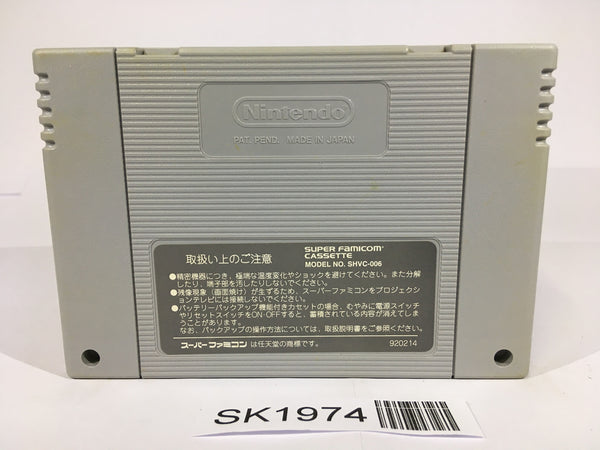 Nintendo
PAT. PEND. MADE IN JAPAN
取扱い上のご注意
SUPER FAMICOM
CASSETTE
MODEL NO. SHVC-006
●精密機器につき、極端な温度変化やショックを避けてください。また分解
したり、端子部を汚したりしないでください。
●残像現象(画面焼け)が生ずるため、スーパーファミコンをプロジェクシ
ョンテレビには接続しないでください。
●バッテリーバックアップ機能付きカセットの場合、むやみに電源スイッチ
やリセットスイッチをON・OFFすると、蓄積されている内容が消えてしま
うことがあります。
なお、バックアップの操作方法については、取扱説明書をご参照ください。
スーパーファミコン は任天堂の商標です。
920214
SK1974